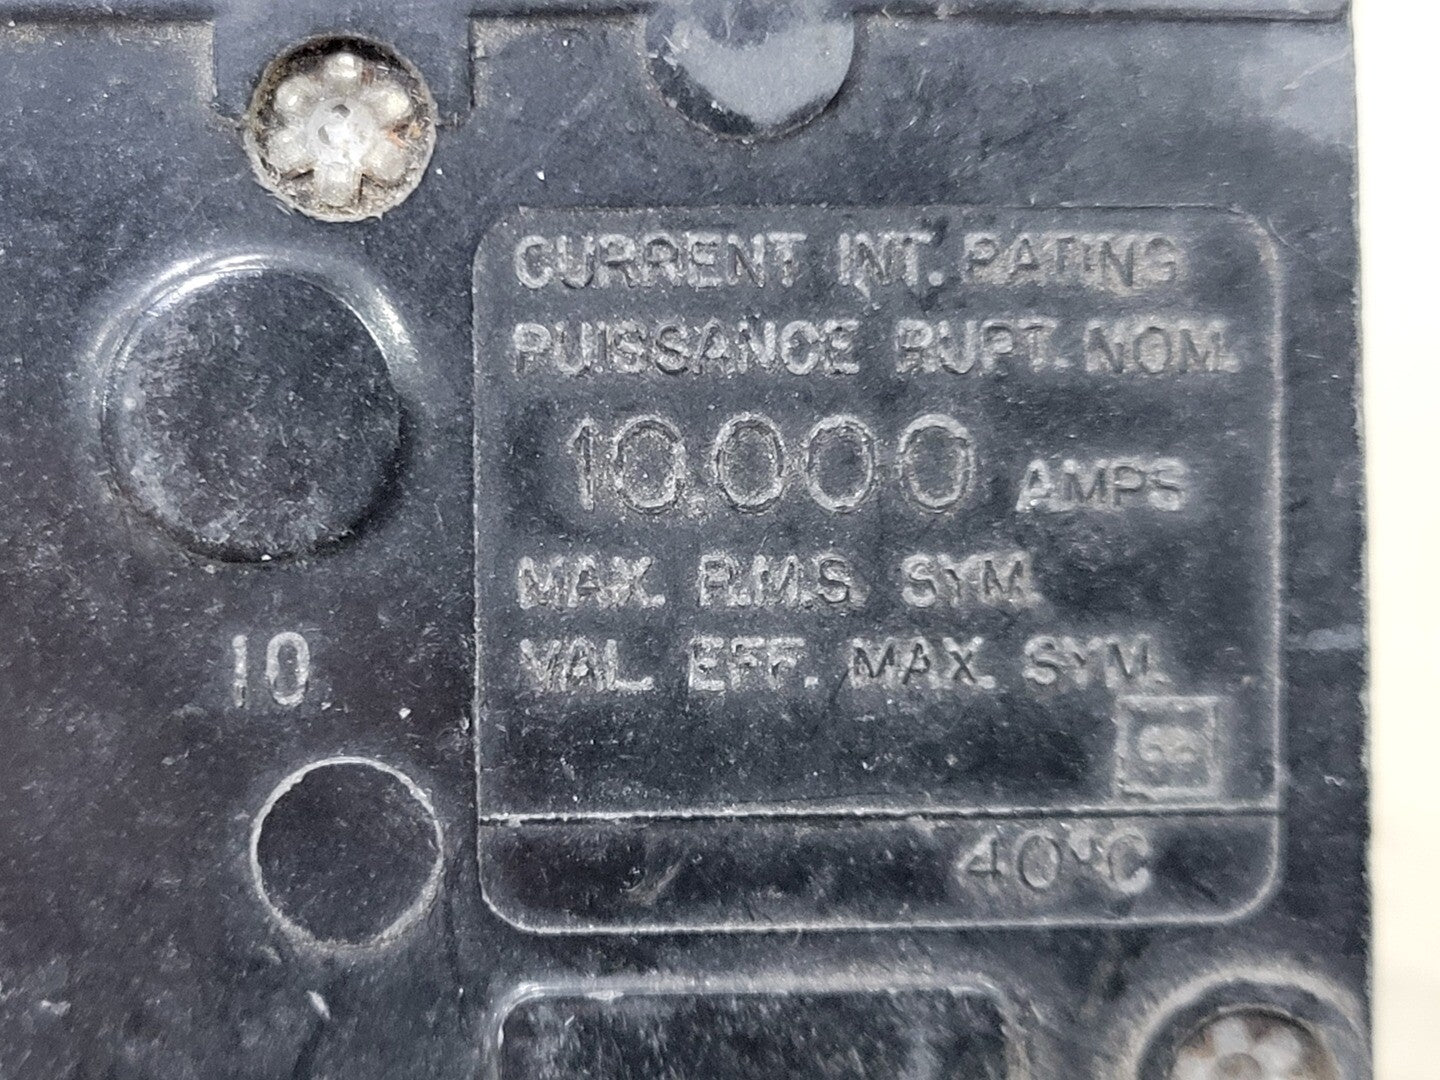 CURRENT INT. RATING
PUISSANCE RUPT. NOM.
10.000 AMPS
MAX. R.M.S. SYM.
VAL. EFF. MAX. SYM.
40°C
10